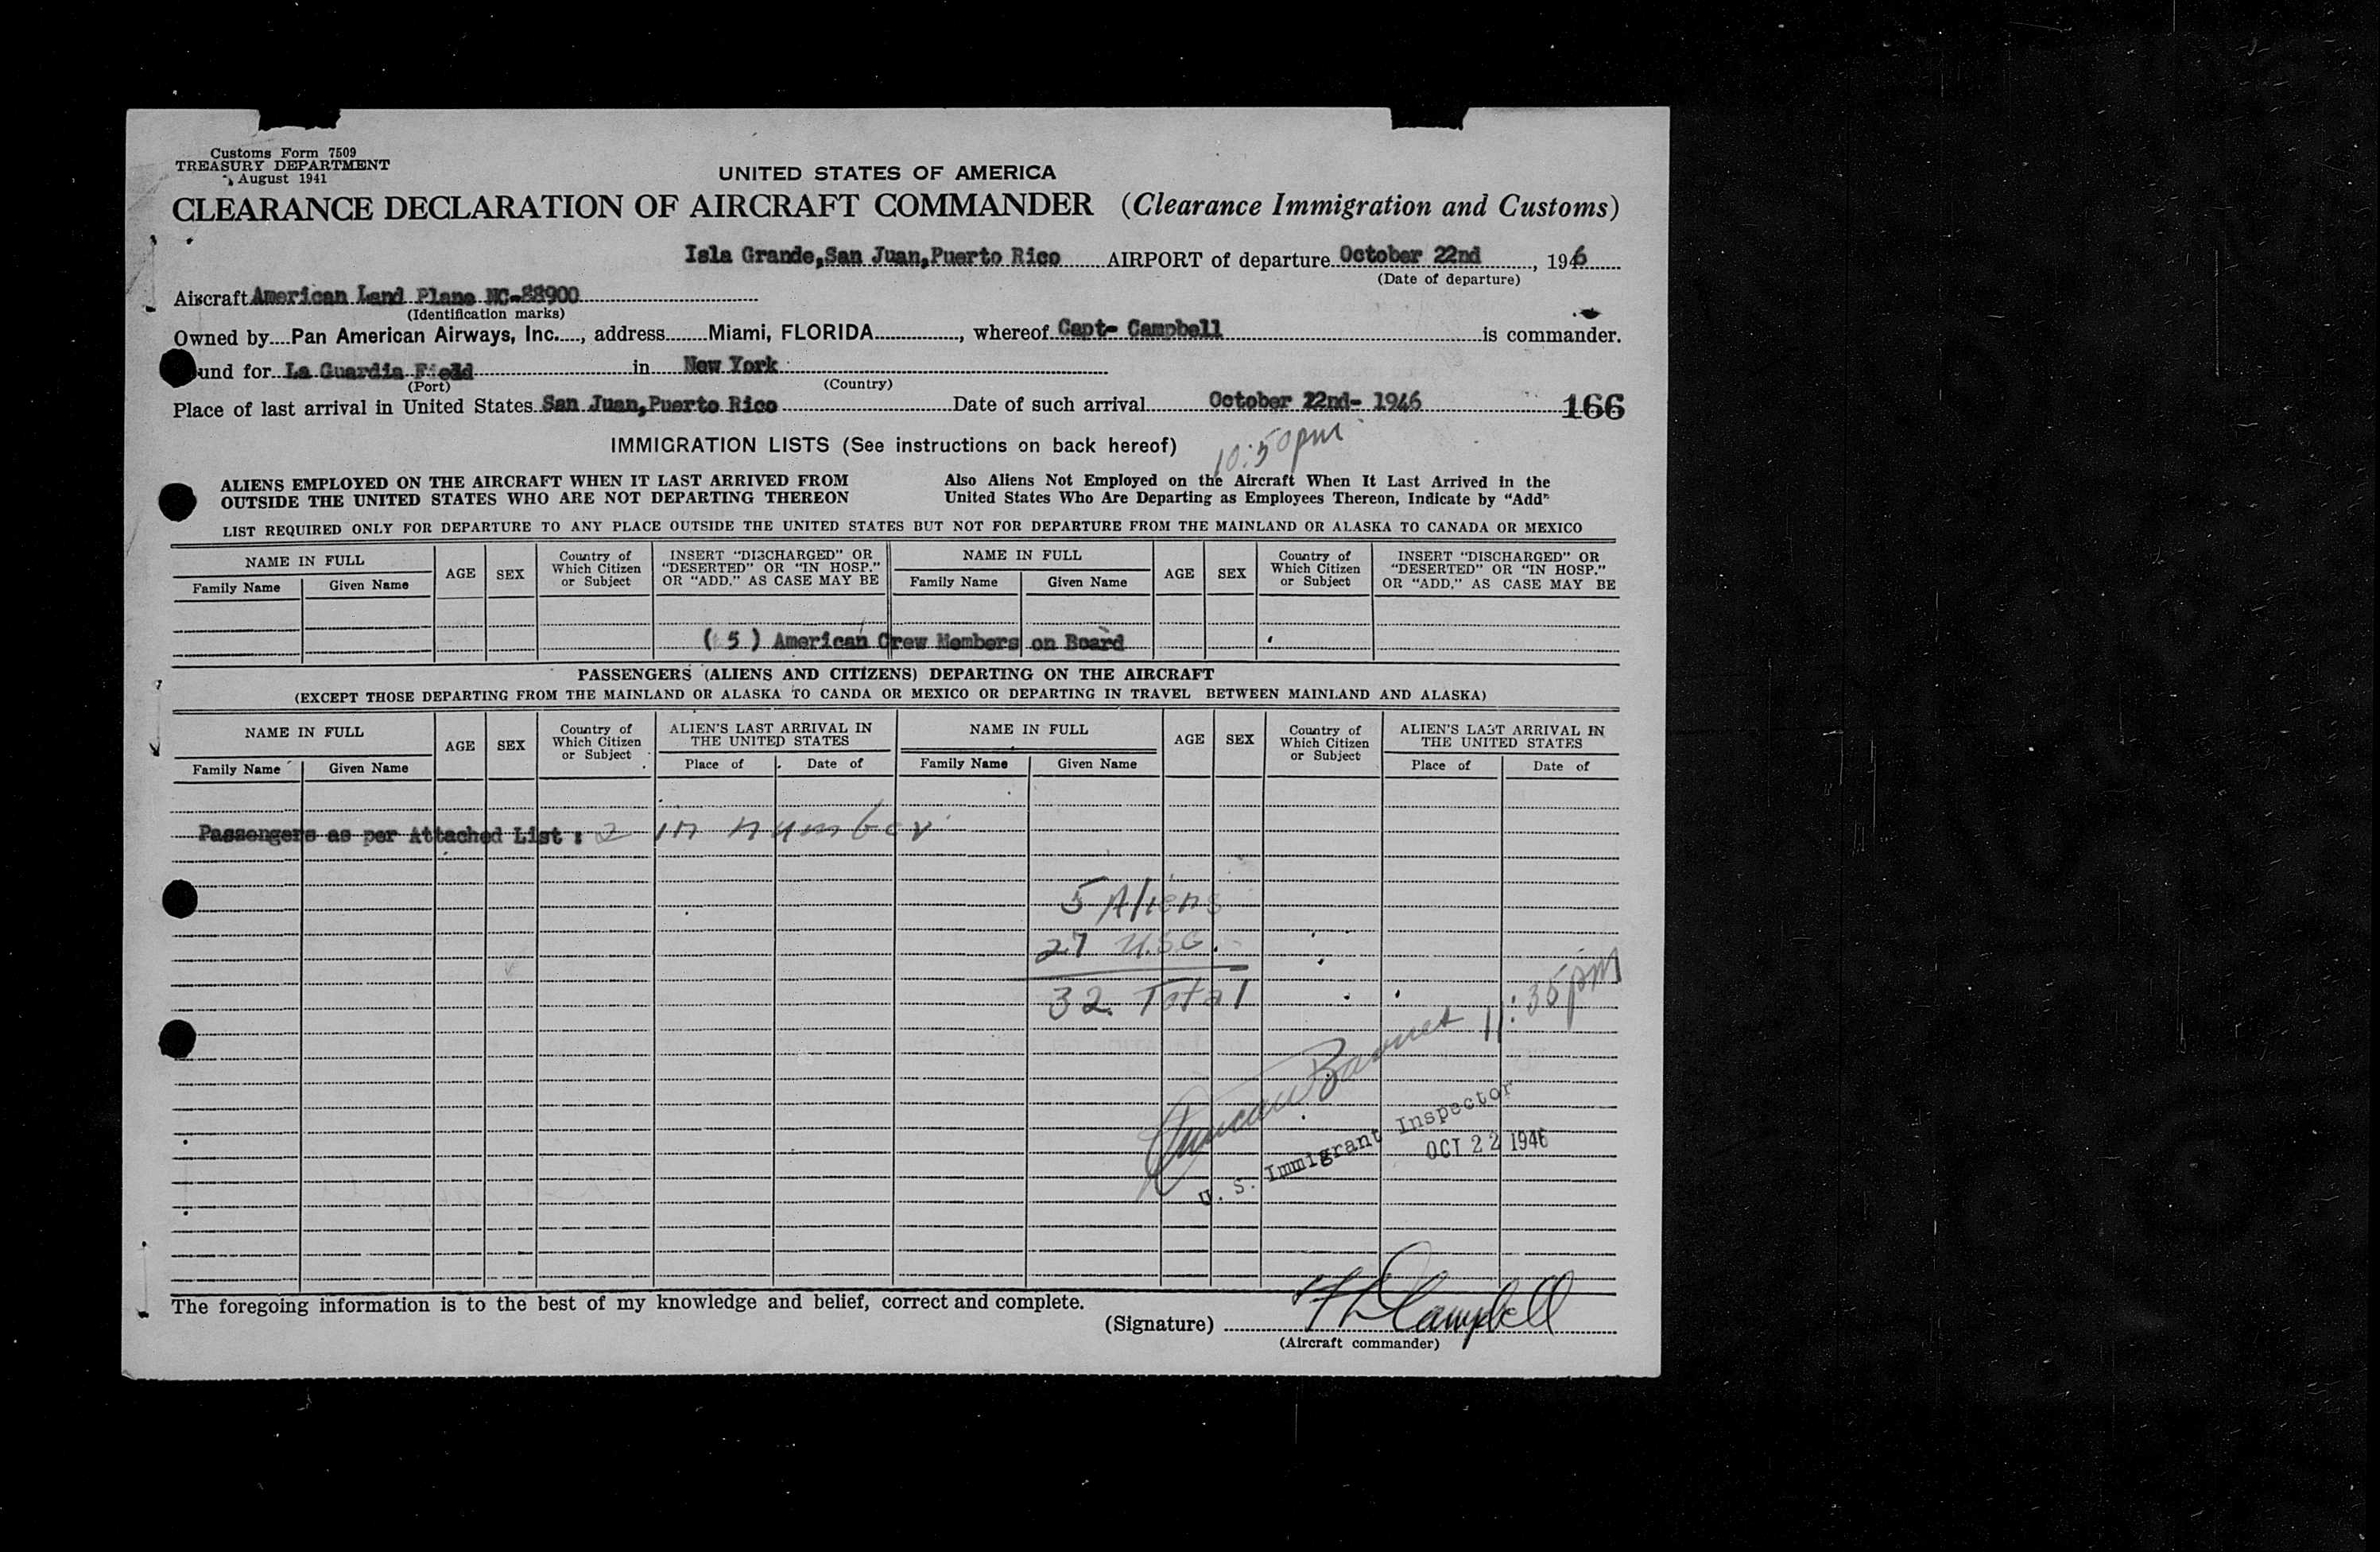 Customs Form 7509
TREASURY DEPARTMENT
August 1941
UNITED STATES OF AMERICA
CLEARANCE DECLARATION OF AIRCRAFT COMMANDER (Clearance Immigration and Customs)
Isla Grande, San Juan, Puerto Rico AIRPORT of departure October 22nd, 1946
(Date of departure)
Aircraft American Land Plane NC-88900
(Identification marks)
Owned by Pan American Airways, Inc., address Miami, FLORIDA, whereof Capt- Campbell is commander.
und for La Guardia Field in New York
(Port) (Country)
Place of last arrival in United States San Juan, Puerto Rico Date of such arrival October 22nd- 1946 166
10:50pm
IMMIGRATION LISTS (See instructions on back hereof)
ALIENS EMPLOYED ON THE AIRCRAFT WHEN IT LAST ARRIVED FROM
OUTSIDE THE UNITED STATES WHO ARE NOT DEPARTING THEREON
Also Aliens Not Employed on the Aircraft When It Last Arrived in the
United States Who Are Departing as Employees Thereon, Indicate by "Add"
LIST REQUIRED ONLY FOR DEPARTURE TO ANY PLACE OUTSIDE THE UNITED STATES BUT NOT FOR DEPARTURE FROM THE MAINLAND OR ALASKA TO CANADA OR MEXICO
NAME IN FULL
Family Name Given Name
AGE
SEX
Country of
Which Citizen
or Subject
INSERT "DISCHARGED" OR
"DESERTED" OR "IN HOSP."
OR "ADD." AS CASE MAY BE
NAME IN FULL
Family Name Given Name
AGE
SEX
Country of
Which Citizen
or Subject
INSERT "DISCHARGED" OR
"DESERTED" OR "IN HOSP."
OR "ADD." AS CASE MAY BE
( 5 ) American Crew Members on Board
PASSENGERS (ALIENS AND CITIZENS) DEPARTING ON THE AIRCRAFT
(EXCEPT THOSE DEPARTING FROM THE MAINLAND OR ALASKA TO CANDA OR MEXICO OR DEPARTING IN TRAVEL BETWEEN MAINLAND AND ALASKA)
NAME IN FULL
Family Name Given Name
AGE
SEX
Country of
Which Citizen
or Subject
ALIEN'S LAST ARRIVAL IN
THE UNITED STATES
Place of Date of
NAME IN FULL
Family Name Given Name
AGE
SEX
Country of
Which Citizen
or Subject
ALIEN'S LAST ARRIVAL IN
THE UNITED STATES
Place of Date of
Passengers as per Attached List : 2 in number
5 Aliens
27 U.S.C.
32 Total
11:35pm
U. S. Immigrant Inspector
OCT 22 1946
The foregoing information is to the best of my knowledge and belief, correct and complete.
(Signature) Campbell
(Aircraft commander)